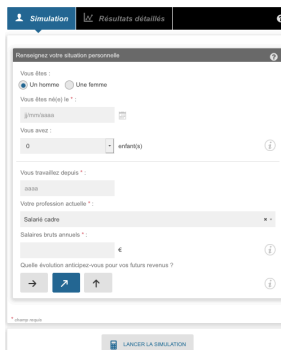 Simulation
Résultats détaillés
Renseignez votre situation personnelle
Vous êtes :
Un homme
Une femme
Vous êtes né(e) le * :
jj/mm/aaaa
Vous avez :
0
enfant(s)
Vous travaillez depuis * :
aaaa
Votre profession actuelle * :
Salarié cadre
Salaires bruts annuels * :
€
Quelle évolution anticipez-vous pour vos futurs revenus ?
* champ requis
LANCER LA SIMULATION